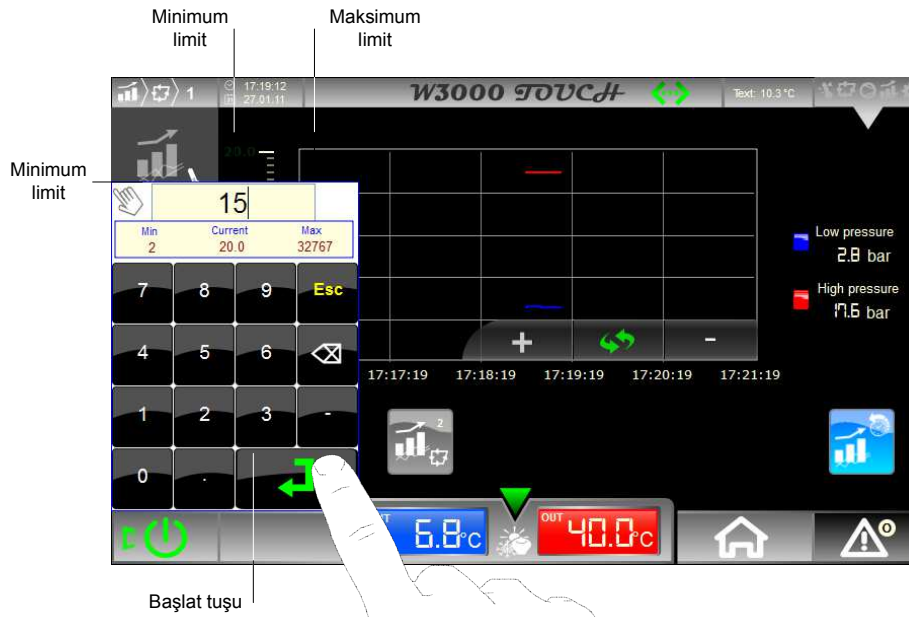 Minimum
limit
Maksimum
limit
1
17:19:12
27.01.11
W3000 TOUCH
Text: 10.3 °C
20.0
Minimum
limit
15
Min
Current
Max
2
20.0
32767
7
8
9
Esc
4
5
6
1
2
3
-
0
.
+
-
17:17:19
17:18:19
17:19:19
17:20:19
17:21:19
Low pressure
2.8 bar
High pressure
17.6 bar
2
6.8°C
OUT
40.0°C
0
Başlat tuşu